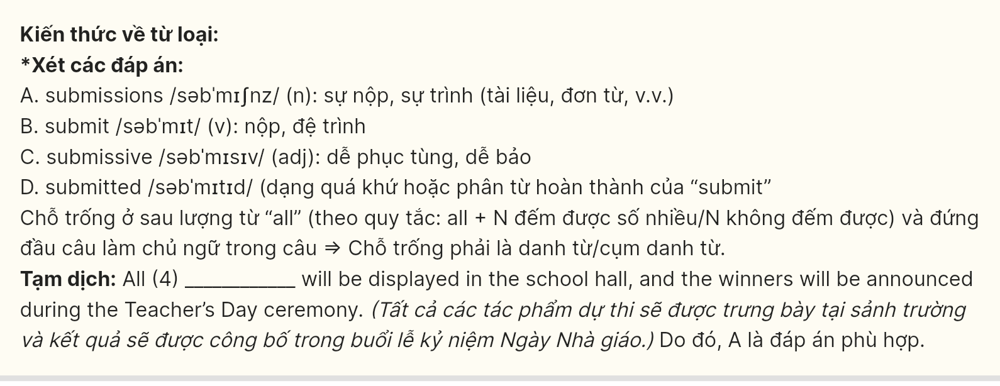 Kiến thức về từ loại:
*Xét các đáp án:
A. submissions /səbˈmɪʃnz/ (n): sự nộp, sự trình (tài liệu, đơn từ, v.v.)
B. submit /səbˈmɪt/ (v): nộp, đệ trình
C. submissive /səbˈmɪsɪv/ (adj): dễ phục tùng, dễ bảo
D. submitted /səbˈmɪtɪd/ (dạng quá khứ hoặc phân từ hoàn thành của “submit”
Chỗ trống ở sau lượng từ “all” (theo quy tắc: all + N đếm được số nhiều/N không đếm được) và đứng
đầu câu làm chủ ngữ trong câu ⇒ Chỗ trống phải là danh từ/cụm danh từ.
Tạm dịch: All (4) ____________ will be displayed in the school hall, and the winners will be announced
during the Teacher’s Day ceremony. (Tất cả các tác phẩm dự thi sẽ được trưng bày tại sảnh trường
và kết quả sẽ được công bố trong buổi lễ kỷ niệm Ngày Nhà giáo.) Do đó, A là đáp án phù hợp.